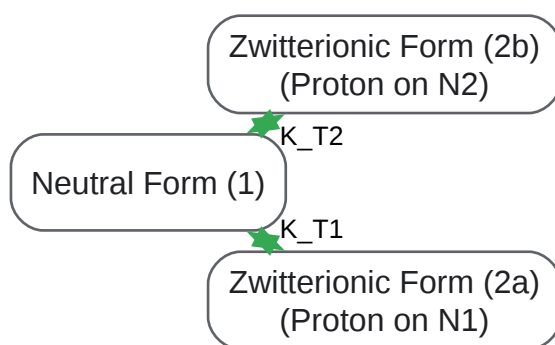 Zwitterionic Form (2b)
(Proton on N2)
K_T2
Neutral Form (1)
K_T1
Zwitterionic Form (2a)
(Proton on N1)